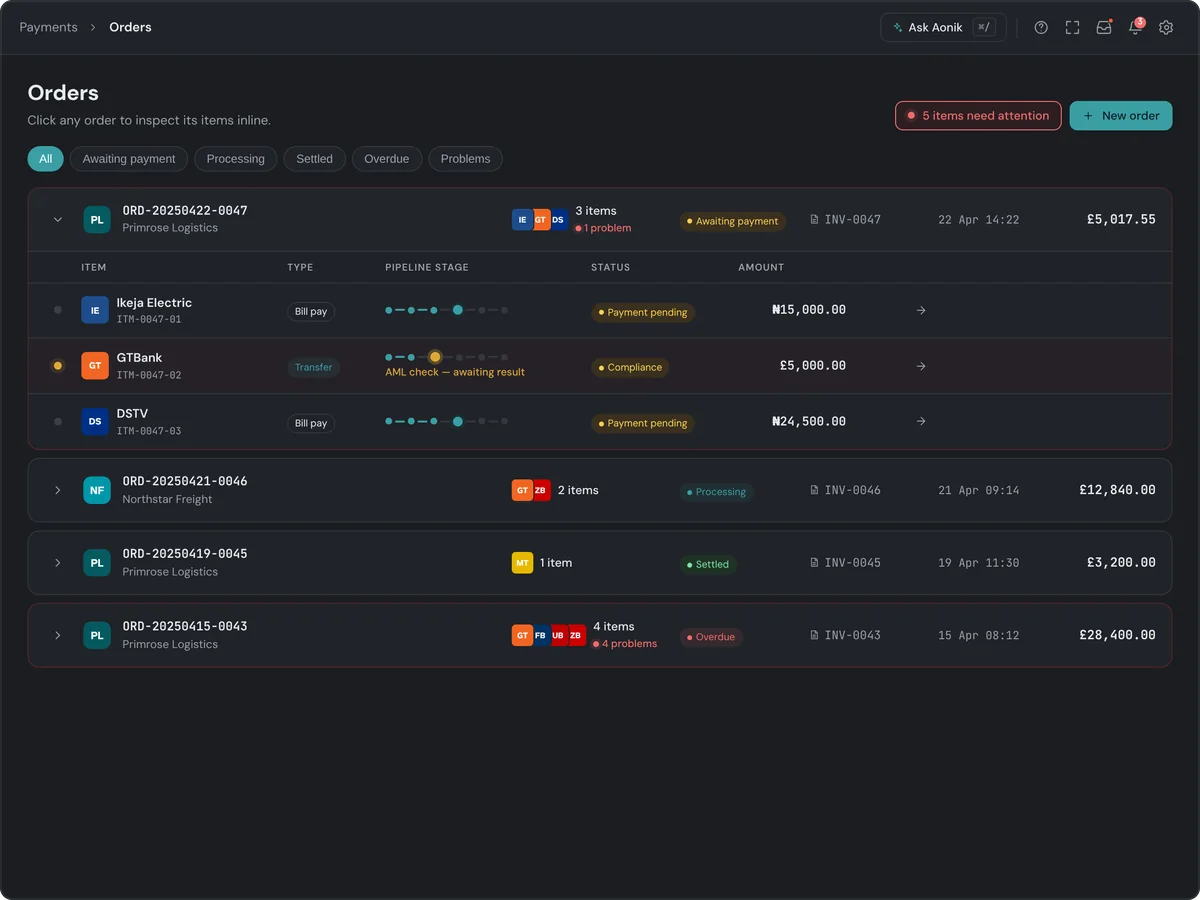 Payments > Orders
Ask Aonik ⌘/
3
Orders
Click any order to inspect its items inline.
5 items need attention
+ New order
All
Awaiting payment
Processing
Settled
Overdue
Problems
PL
ORD-20250422-0047
Primrose Logistics
IE GT DS
3 items
1 problem
Awaiting payment
INV-0047
22 Apr 14:22
£5,017.55
ITEM TYPE PIPELINE STAGE STATUS AMOUNT
IE
Ikeja Electric
ITM-0047-01
Bill pay
Payment pending
₦15,000.00
GT
GTBank
ITM-0047-02
Transfer
AML check — awaiting result
Compliance
£5,000.00
DS
DSTV
ITM-0047-03
Bill pay
Payment pending
₦24,500.00
NF
ORD-20250421-0046
Northstar Freight
GT ZB
2 items
Processing
INV-0046
21 Apr 09:14
£12,840.00
PL
ORD-20250419-0045
Primrose Logistics
MT
1 item
Settled
INV-0045
19 Apr 11:30
£3,200.00
PL
ORD-20250415-0043
Primrose Logistics
GT FB UB ZB
4 items
4 problems
Overdue
INV-0043
15 Apr 08:12
£28,400.00